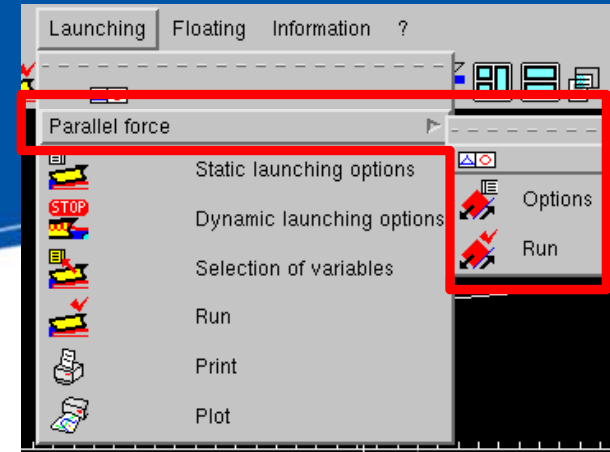 Launching Floating Information ?
Parallel force
Static launching options
Options
STOP
Dynamic launching options
Run
Selection of variables
Run
Print
Plot